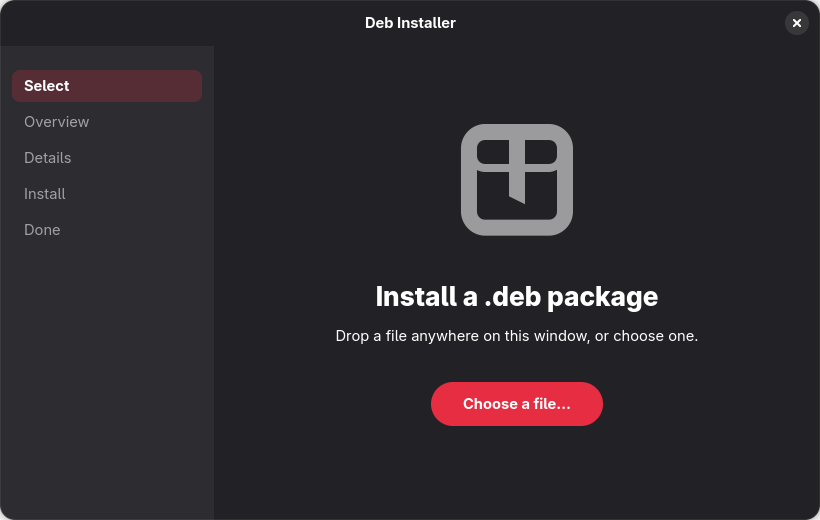 Deb Installer
Select
Overview
Details
Install
Done
Install a .deb package
Drop a file anywhere on this window, or choose one.
Choose a file...